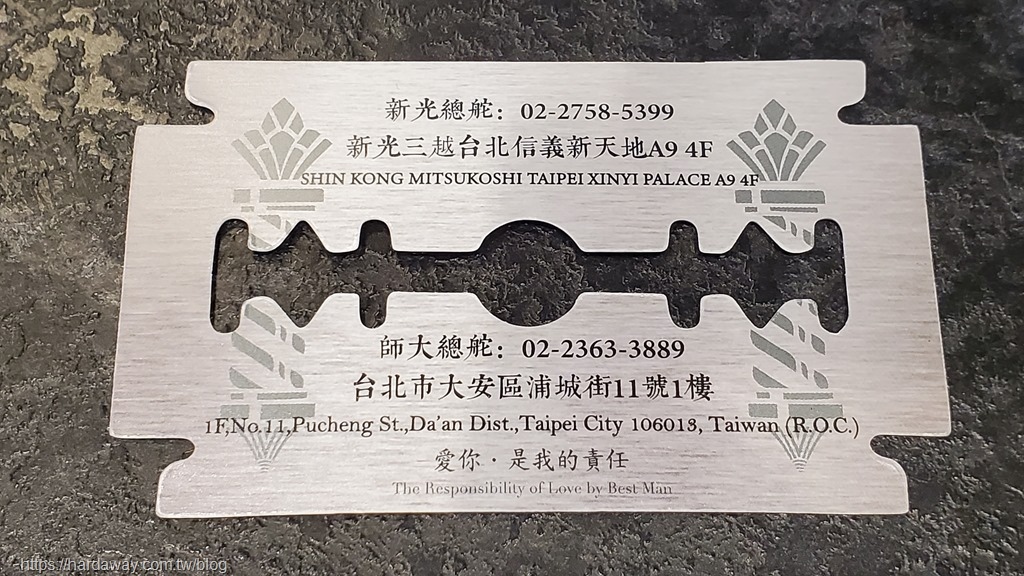 新光總舵：02-2758-5399
新光三越台北信義新天地A9 4F
SHIN KONG MITSUKOSHI TAIPEI XINYI PALACE A9 4F
師大總舵：02-2363-3889
台北市大安區浦城街11號1樓
1F,No.11,Pucheng St.,Da'an Dist.,Taipei City 106013, Taiwan (R.O.C.)
愛你．是我的責任
The Responsibility of Love by Best Man
https://hardaway.com.tw/blog